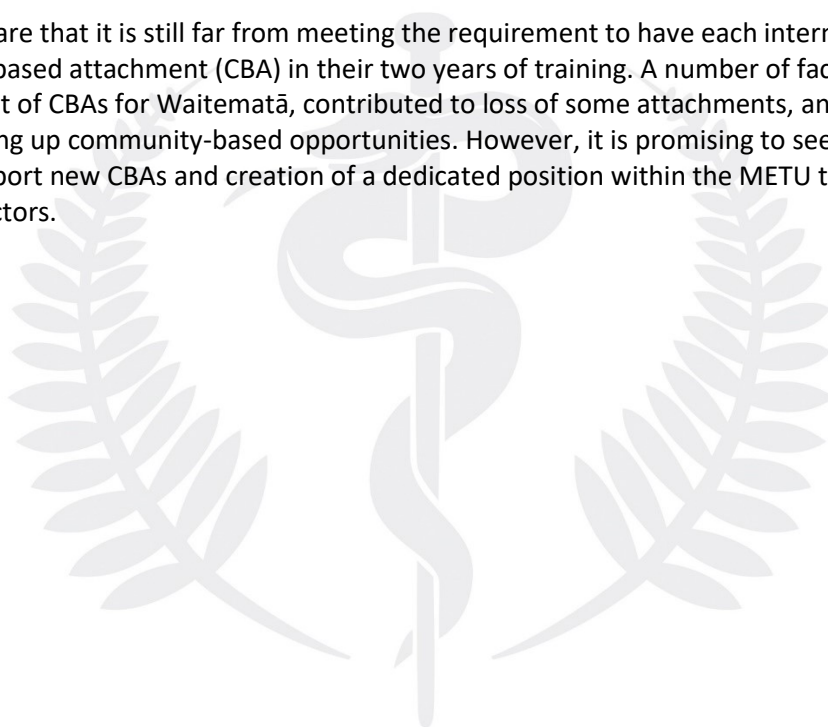 are that it is still far from meeting the requirement to have each intern
based attachment (CBA) in their two years of training. A number of fac
t of CBAs for Waitematā, contributed to loss of some attachments, an
ng up community-based opportunities. However, it is promising to see
port new CBAs and creation of a dedicated position within the METU t
ctors.